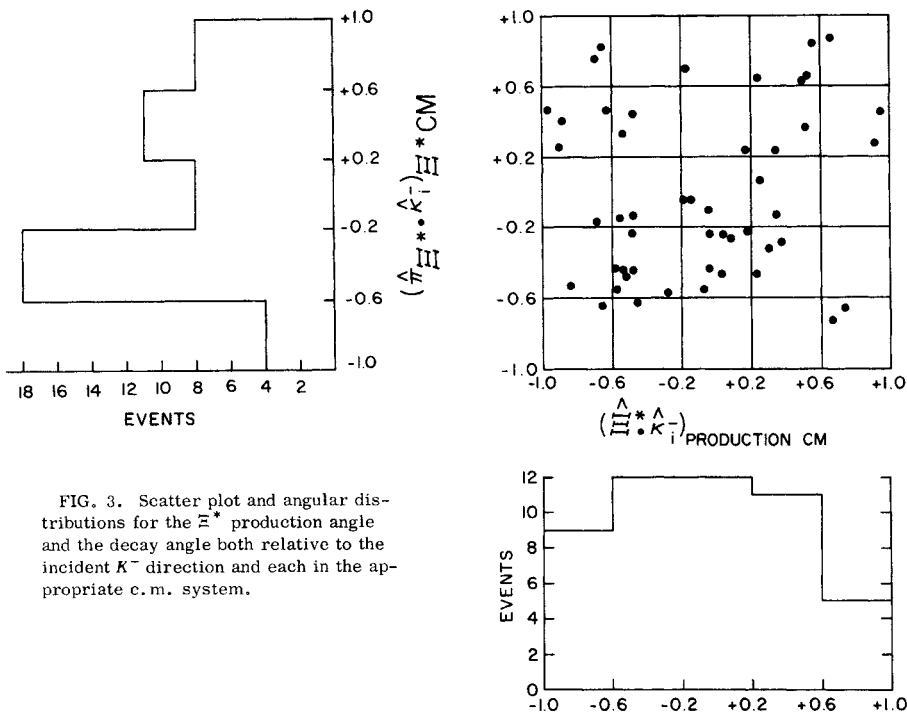 +1.0
+0.6
+0.2
-0.2
-0.6
-1.0
18 16 14 12 10 8 6 4 2
EVENTS
(π̂Ξ* • K̂ᵢ⁻)Ξ*CM
+1.0
+0.6
+0.2
-0.2
-0.6
-1.0
-1.0 -0.6 -0.2 +0.2 +0.6 +1.0
(Ξ̂* • K̂ᵢ⁻)PRODUCTION CM
FIG. 3. Scatter plot and angular dis-
tributions for the Ξ* production angle
and the decay angle both relative to the
incident K⁻ direction and each in the ap-
propriate c.m. system.
12
10
8
6
4
2
0
EVENTS
-1.0 -0.6 -0.2 +0.2 +0.6 +1.0